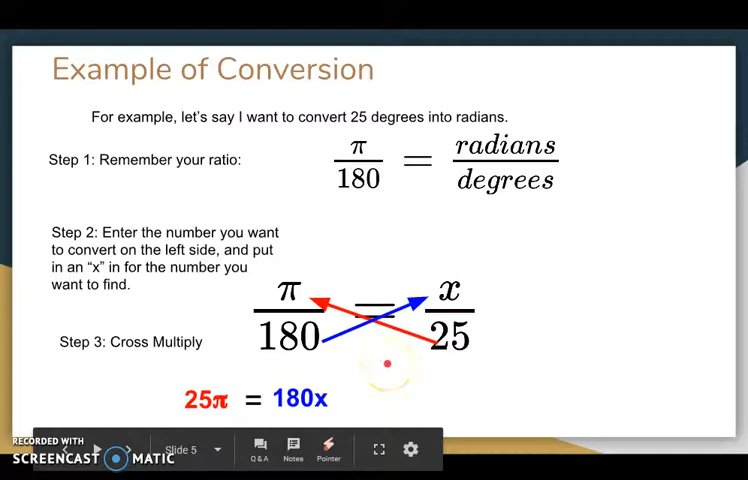 Example of Conversion
For example, let's say I want to convert 25 degrees into radians.
Step 1: Remember your ratio:
π/180 = radians/degrees
Step 2: Enter the number you want
to convert on the left side, and put
in an “x” in for the number you
want to find.
π/180 = x/25
Step 3: Cross Multiply
25π = 180x
RECORDED WITH
SCREENCAST MATIC
Slide 5
Q & A
Notes
Pointer